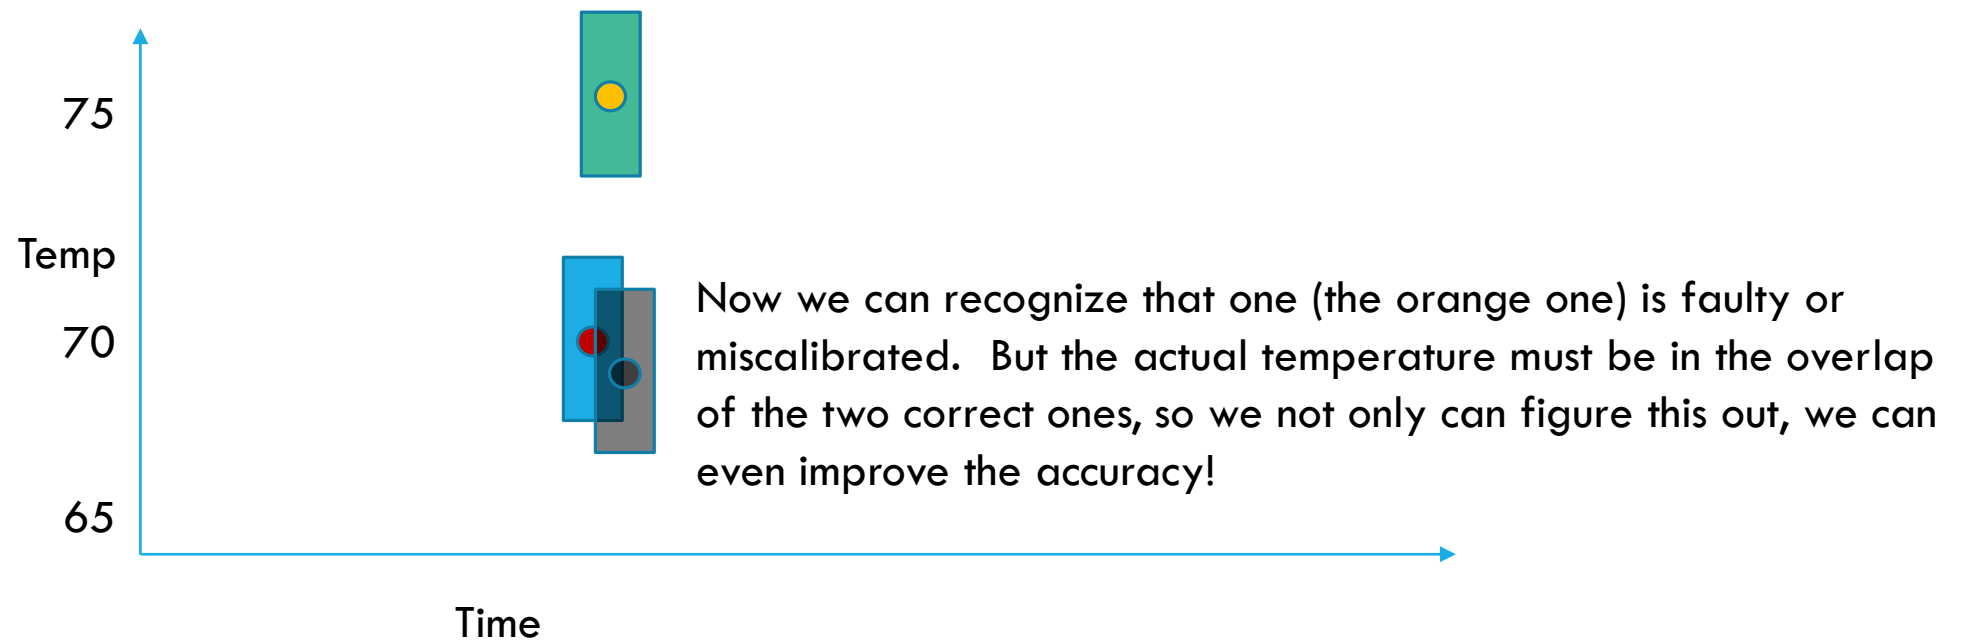 75
Temp
70
65
Now we can recognize that one (the orange one) is faulty or
miscalibrated.  But the actual temperature must be in the overlap
of the two correct ones, so we not only can figure this out, we can
even improve the accuracy!
Time